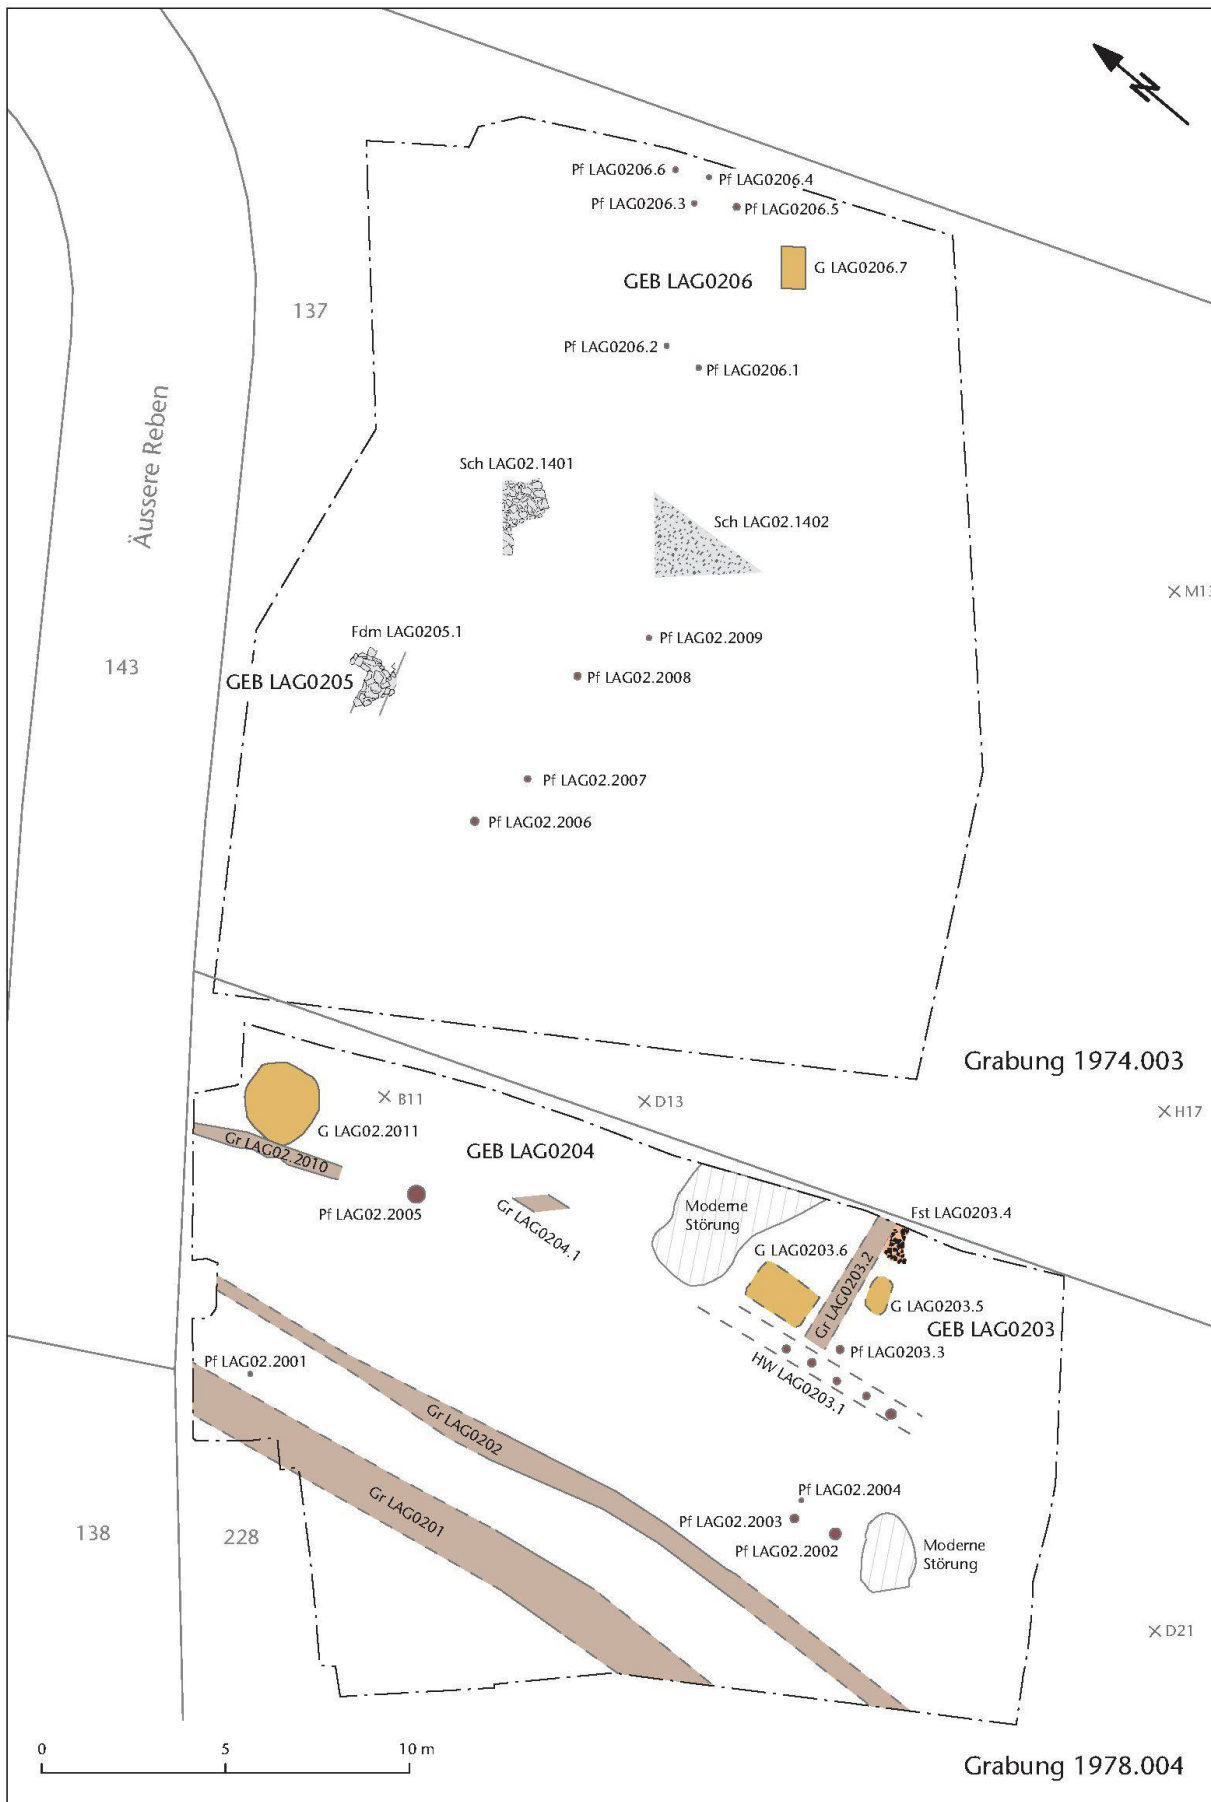 N
Pf LAG0206.6
Pf LAG0206.4
Pf LAG0206.3
Pf LAG0206.5
GEB LAG0206
G LAG0206.7
137
Pf LAG0206.2
Pf LAG0206.1
Äussere Reben
Sch LAG02.1401
Sch LAG02.1402
M13
Fdm LAG0205.1
Pf LAG02.2009
143
GEB LAG0205
Pf LAG02.2008
Pf LAG02.2007
Pf LAG02.2006
Grabung 1974.003
B11
D13
H17
G LAG02.2011
Gr LAG02.2010
GEB LAG0204
Pf LAG02.2005
Gr LAG0204.1
Moderne
Störung
Fst LAG0203.4
G LAG0203.6
Gr LAG0203.2
G LAG0203.5
GEB LAG0203
Pf LAG0203.3
HW LAG0203.1
Pf LAG02.2001
Gr LAG0202
Gr LAG0201
Pf LAG02.2004
Pf LAG02.2003
Pf LAG02.2002
Moderne
Störung
138
228
D21
0 5 10 m
Grabung 1978.004